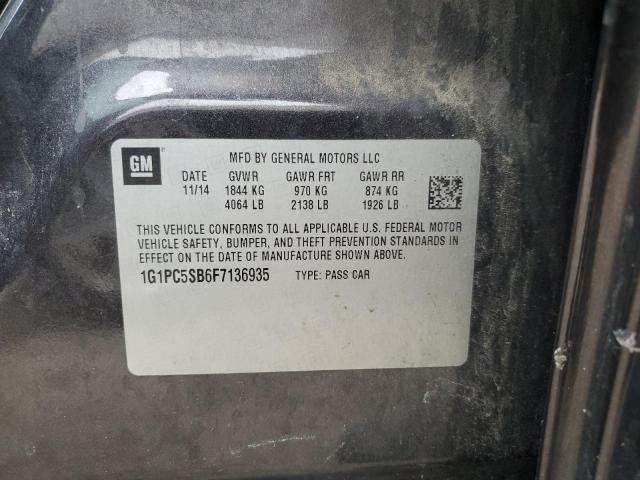 GM
MFD BY GENERAL MOTORS LLC
DATE GVWR GAWR FRT GAWR RR
11/14 1844 KG 970 KG 874 KG
4064 LB 2138 LB 1926 LB
THIS VEHICLE CONFORMS TO ALL APPLICABLE U.S. FEDERAL MOTOR
VEHICLE SAFETY, BUMPER, AND THEFT PREVENTION STANDARDS IN
EFFECT ON THE DATE OF MANUFACTURE SHOWN ABOVE.
1G1PC5SB6F7136935 TYPE: PASS CAR